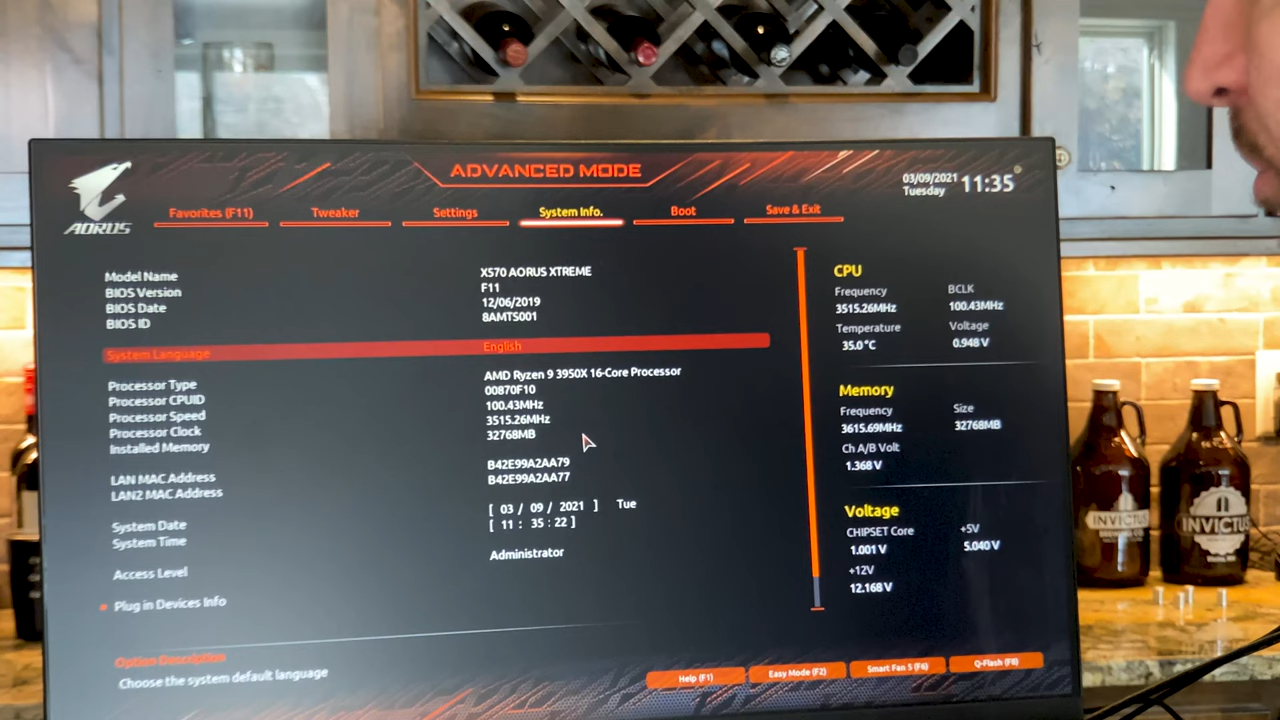 ADVANCED MODE
03/09/2021
Tuesday
11:35
AORUS
Favorites (F11) Tweaker Settings System Info. Boot Save & Exit
Model Name X570 AORUS XTREME
BIOS Version F11
BIOS Date 12/06/2019
BIOS ID 8AMTS001
System Language English
Processor Type AMD Ryzen 9 3950X 16-Core Processor
Processor CPUID 00870F10
Processor Speed 100.43MHz
Processor Clock 3515.26MHz
Installed Memory 32768MB
LAN MAC Address B42E99A2AA79
LAN2 MAC Address B42E99A2AA77
System Date [ 03 / 09 / 2021 ] Tue
System Time [ 11 : 35 : 22 ]
Access Level Administrator
Plug in Devices Info
Option Description
Choose the system default language
CPU
Frequency BCLK
3515.26MHz 100.43MHz
Temperature Voltage
35.0 °C 0.948 V
Memory
Frequency Size
3615.69MHz 32768MB
Ch A/B Volt
1.368 V
Voltage
CHIPSET Core +5V
1.001 V 5.040 V
+12V
12.168 V
Help (F1) Easy Mode (F2) Smart Fan 5 (F6) Q-Flash (F8)
INVICTUS
INVICTUS